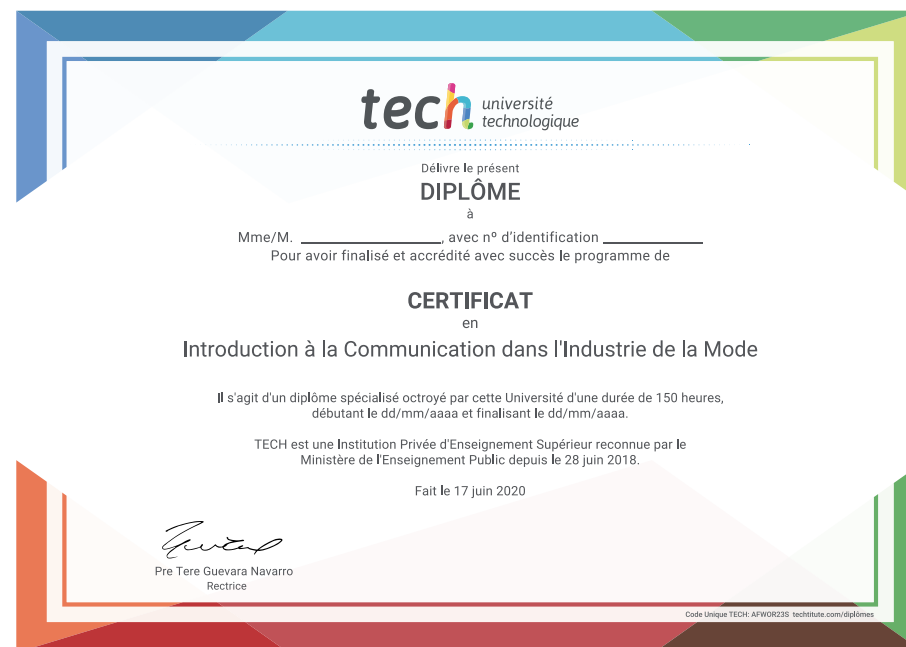 tech université
technologique
Délivre le présent
DIPLÔME
à
Mme/M. ____________________, avec nº d'identification ______________
Pour avoir finalisé et accrédité avec succès le programme de
CERTIFICAT
en
Introduction à la Communication dans l'Industrie de la Mode
Il s'agit d'un diplôme spécialisé octroyé par cette Université d'une durée de 150 heures,
débutant le dd/mm/aaaa et finalisant le dd/mm/aaaa.
TECH est une Institution Privée d'Enseignement Supérieur reconnue par le
Ministère de l'Enseignement Public depuis le 28 juin 2018.
Fait le 17 juin 2020
Pre Tere Guevara Navarro
Rectrice
Code Unique TECH: AFWOR23S techtitute.com/diplômes